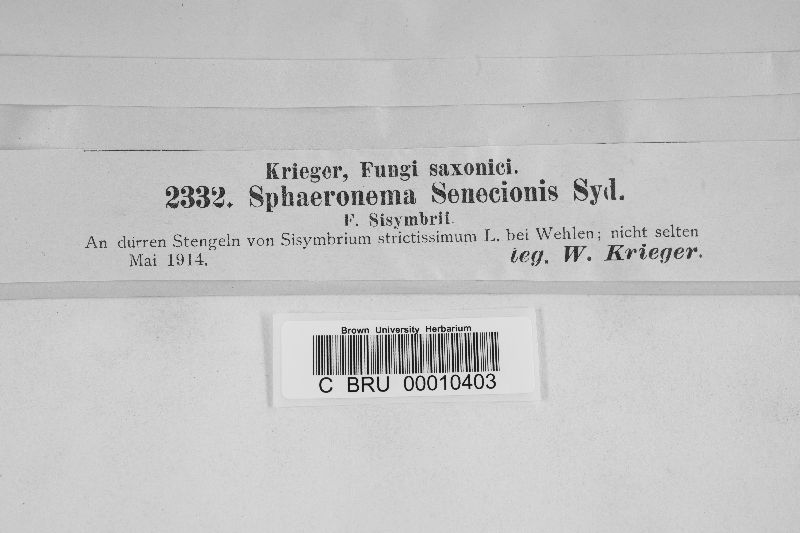 Krieger, Fungi saxonici.
2332. Sphaeronema Senecionis Syd.
F. Sisymbrii.
An dürren Stengeln von Sisymbrium strictissimum L. bei Wehlen; nicht selten
Mai 1914. leg. W. Krieger.
Brown University Herbarium
C BRU 00010403